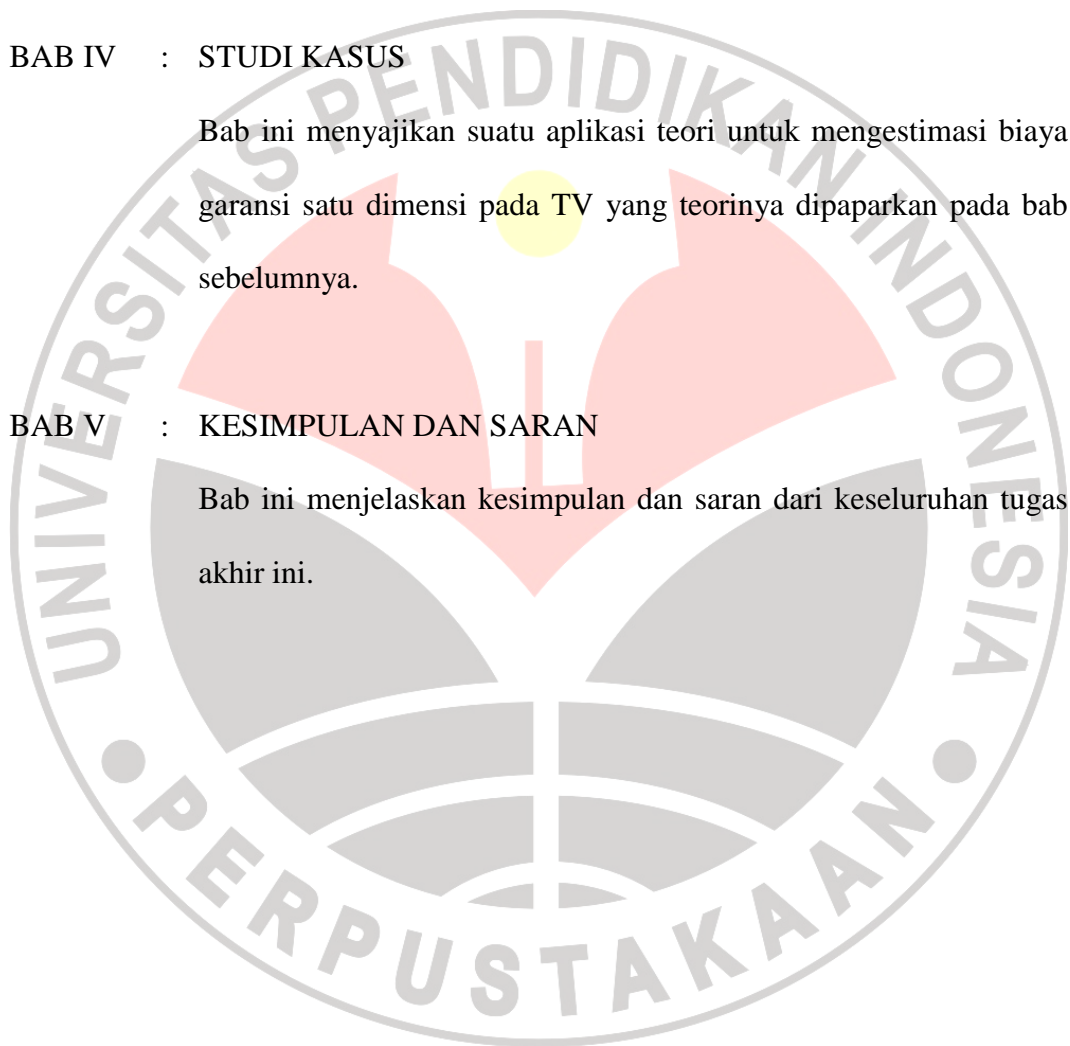 BAB IV : STUDI KASUS
Bab ini menyajikan suatu aplikasi teori untuk mengestimasi biaya
garansi satu dimensi pada TV yang teorinya dipaparkan pada bab
sebelumnya.
BAB V : KESIMPULAN DAN SARAN
Bab ini menjelaskan kesimpulan dan saran dari keseluruhan tugas
akhir ini.
UNIVERSITAS PENDIDIKAN INDONESIA
PERPUSTAKAAN